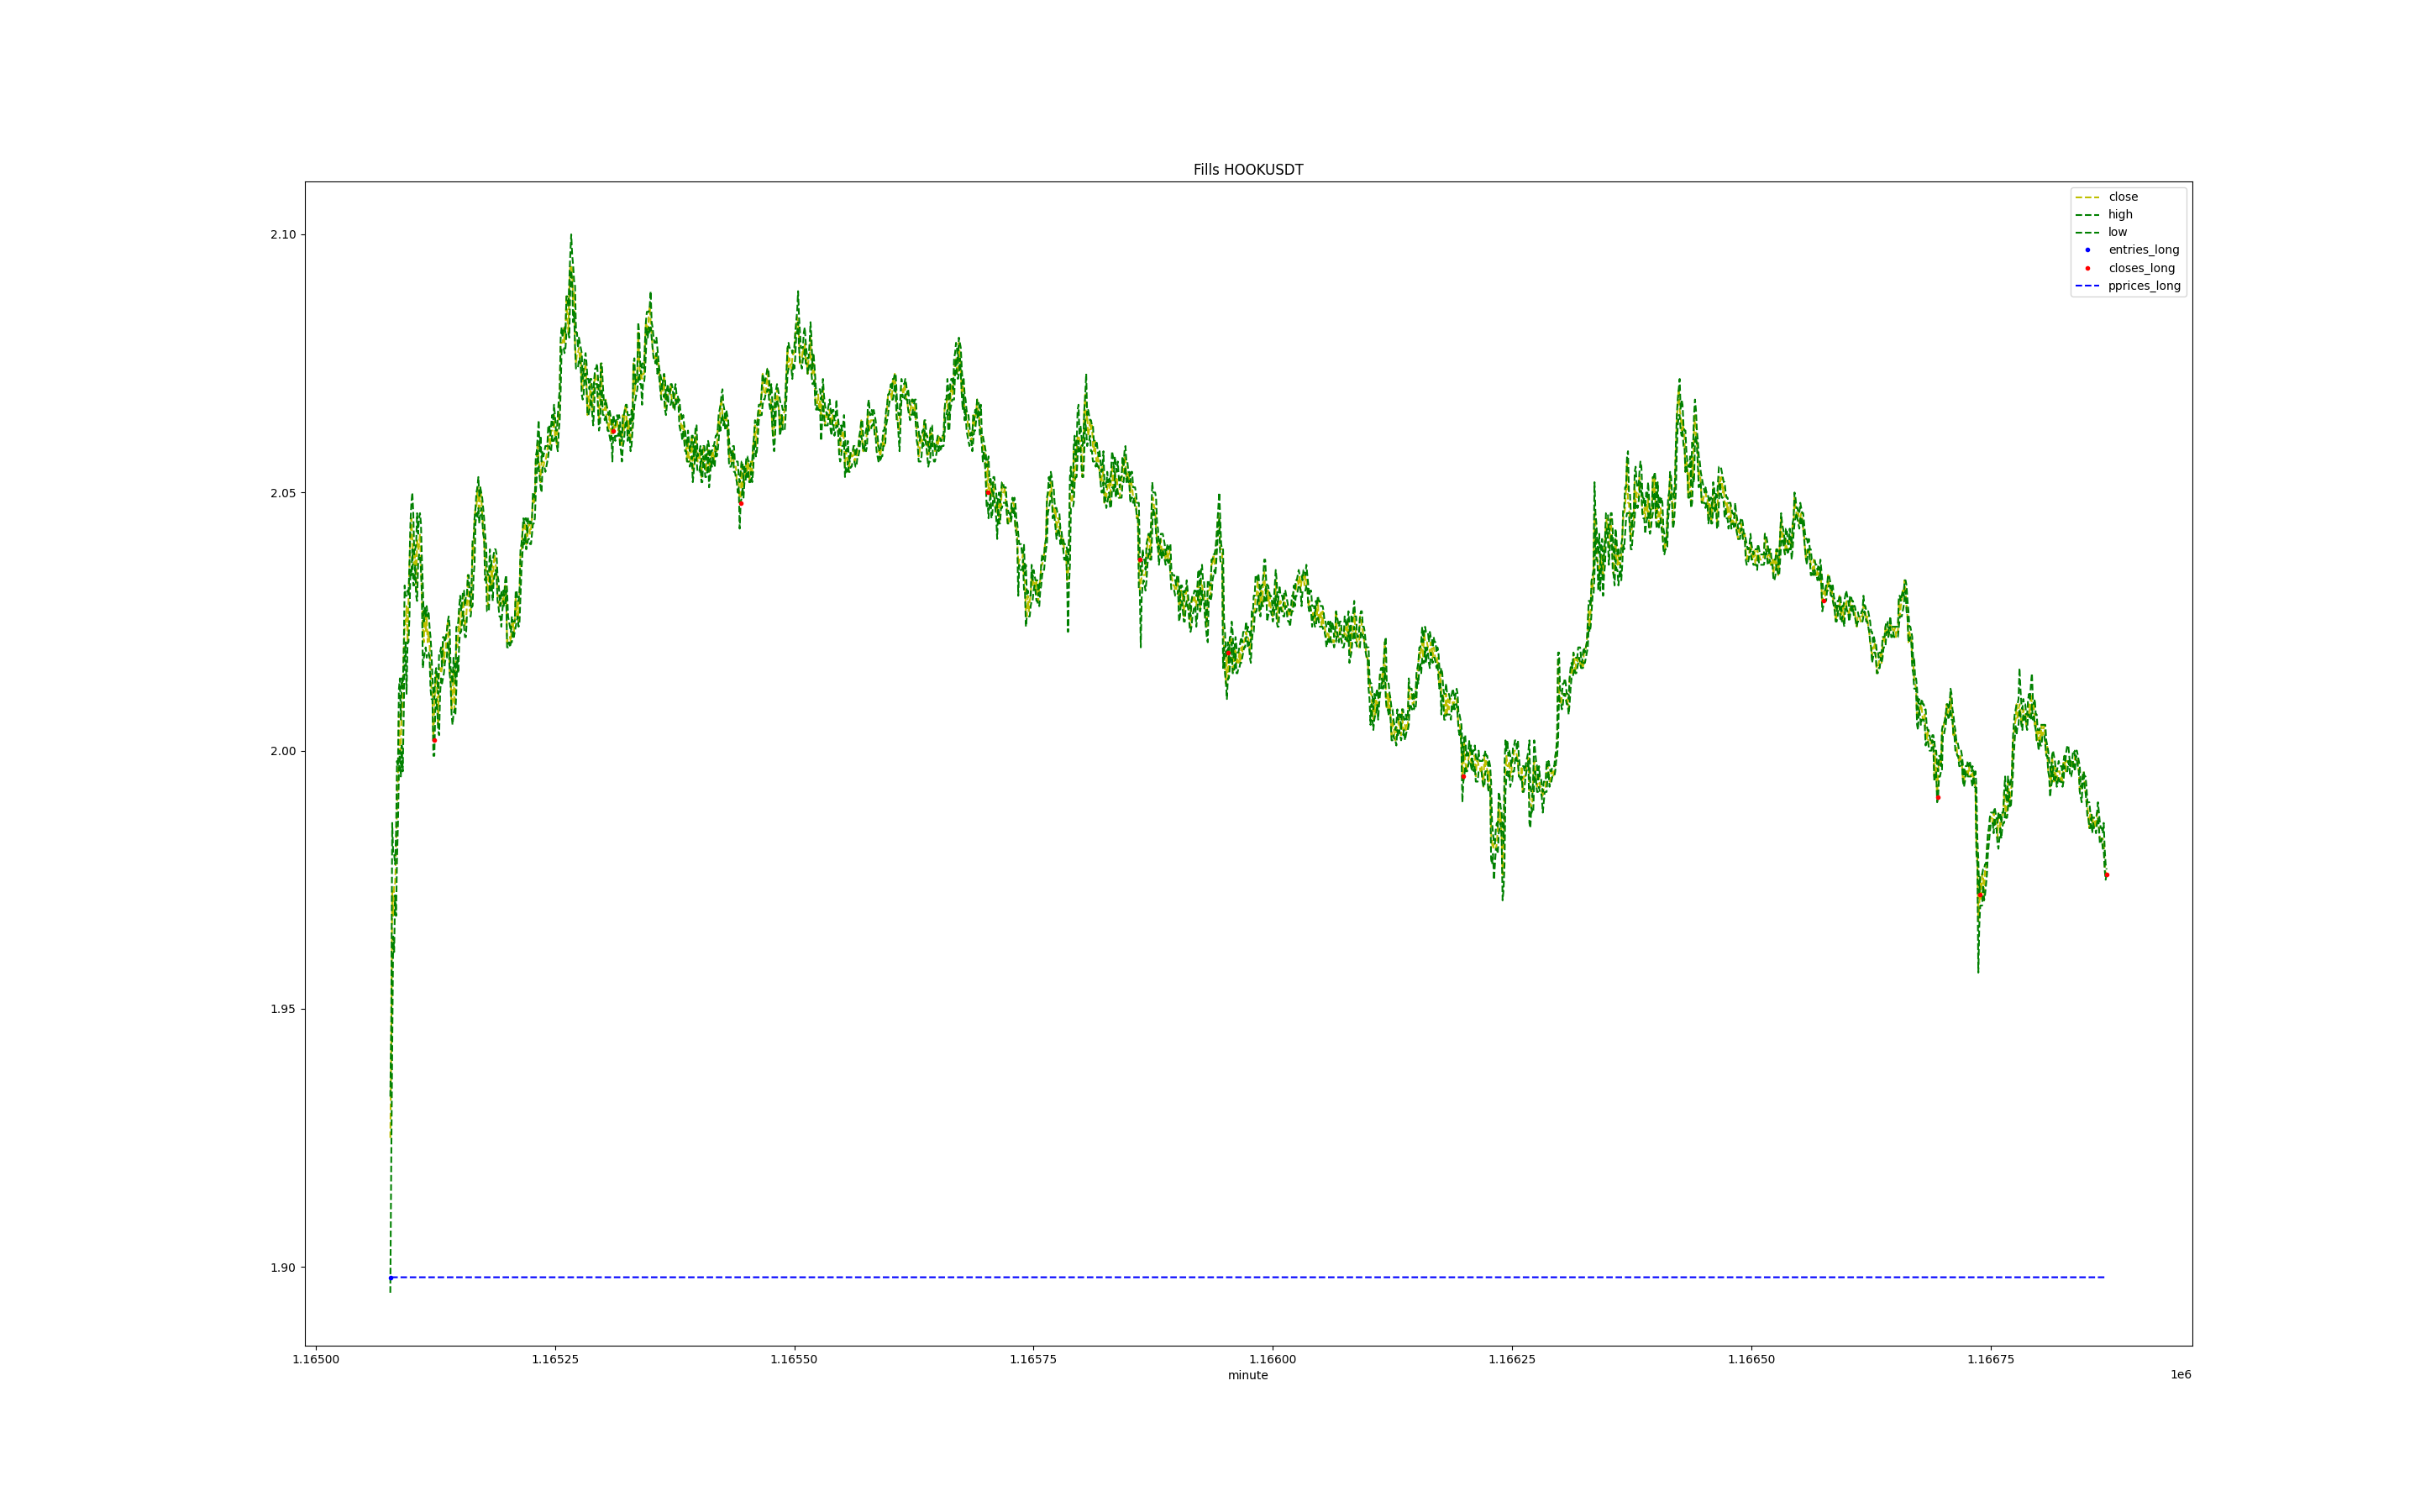 Fills HOOKUSDT
close
high
low
entries_long
closes_long
pprices_long
2.10
2.05
2.00
1.95
1.90
1.16500 1.16525 1.16550 1.16575 1.16600 1.16625 1.16650 1.16675
minute
1e6